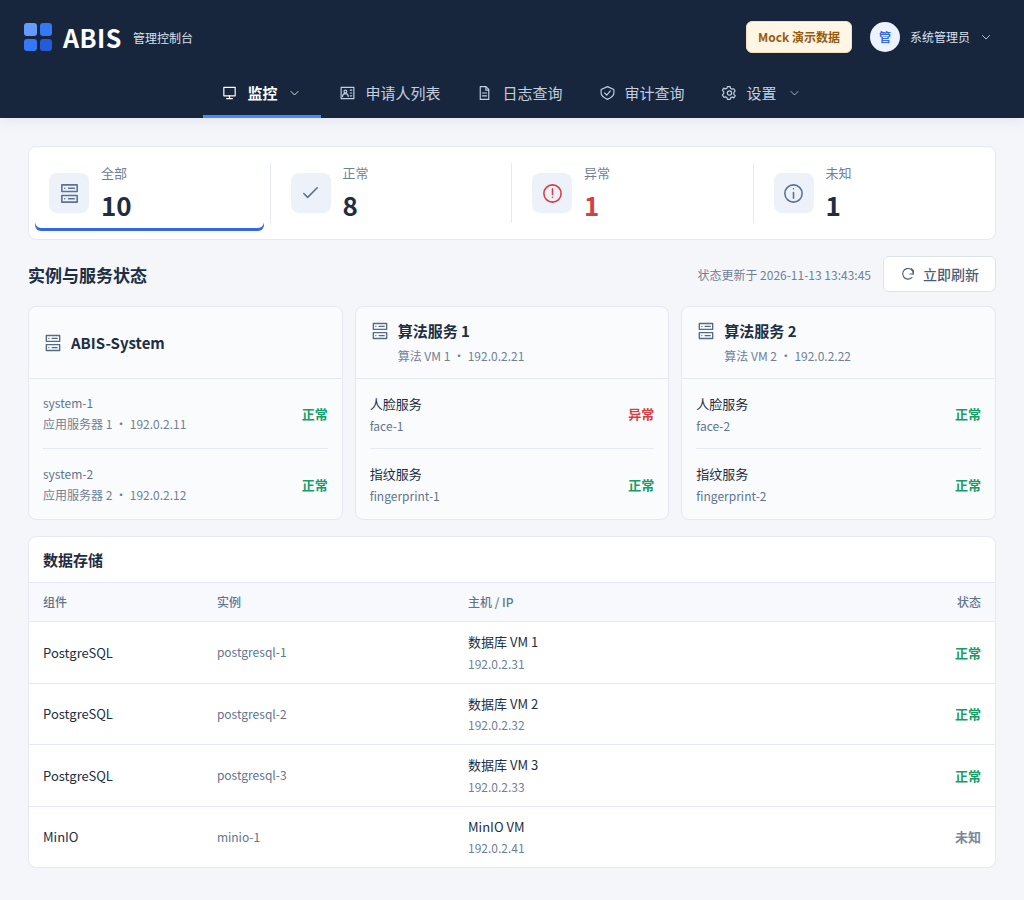 ABIS 管理控制台
Mock 演示数据
管 系统管理员
监控 申请人列表 日志查询 审计查询 设置
全部
10
正常
8
异常
1
未知
1
实例与服务状态
状态更新于 2026-11-13 13:43:45
立即刷新
ABIS-System
system-1
应用服务器 1 • 192.0.2.11
正常
system-2
应用服务器 2 • 192.0.2.12
正常
算法服务 1
算法 VM 1 • 192.0.2.21
人脸服务
face-1
异常
指纹服务
fingerprint-1
正常
算法服务 2
算法 VM 2 • 192.0.2.22
人脸服务
face-2
正常
指纹服务
fingerprint-2
正常
数据存储
组件 实例 主机 / IP 状态
PostgreSQL postgresql-1 数据库 VM 1 正常
192.0.2.31
PostgreSQL postgresql-2 数据库 VM 2 正常
192.0.2.32
PostgreSQL postgresql-3 数据库 VM 3 正常
192.0.2.33
MinIO minio-1 MinIO VM 未知
192.0.2.41